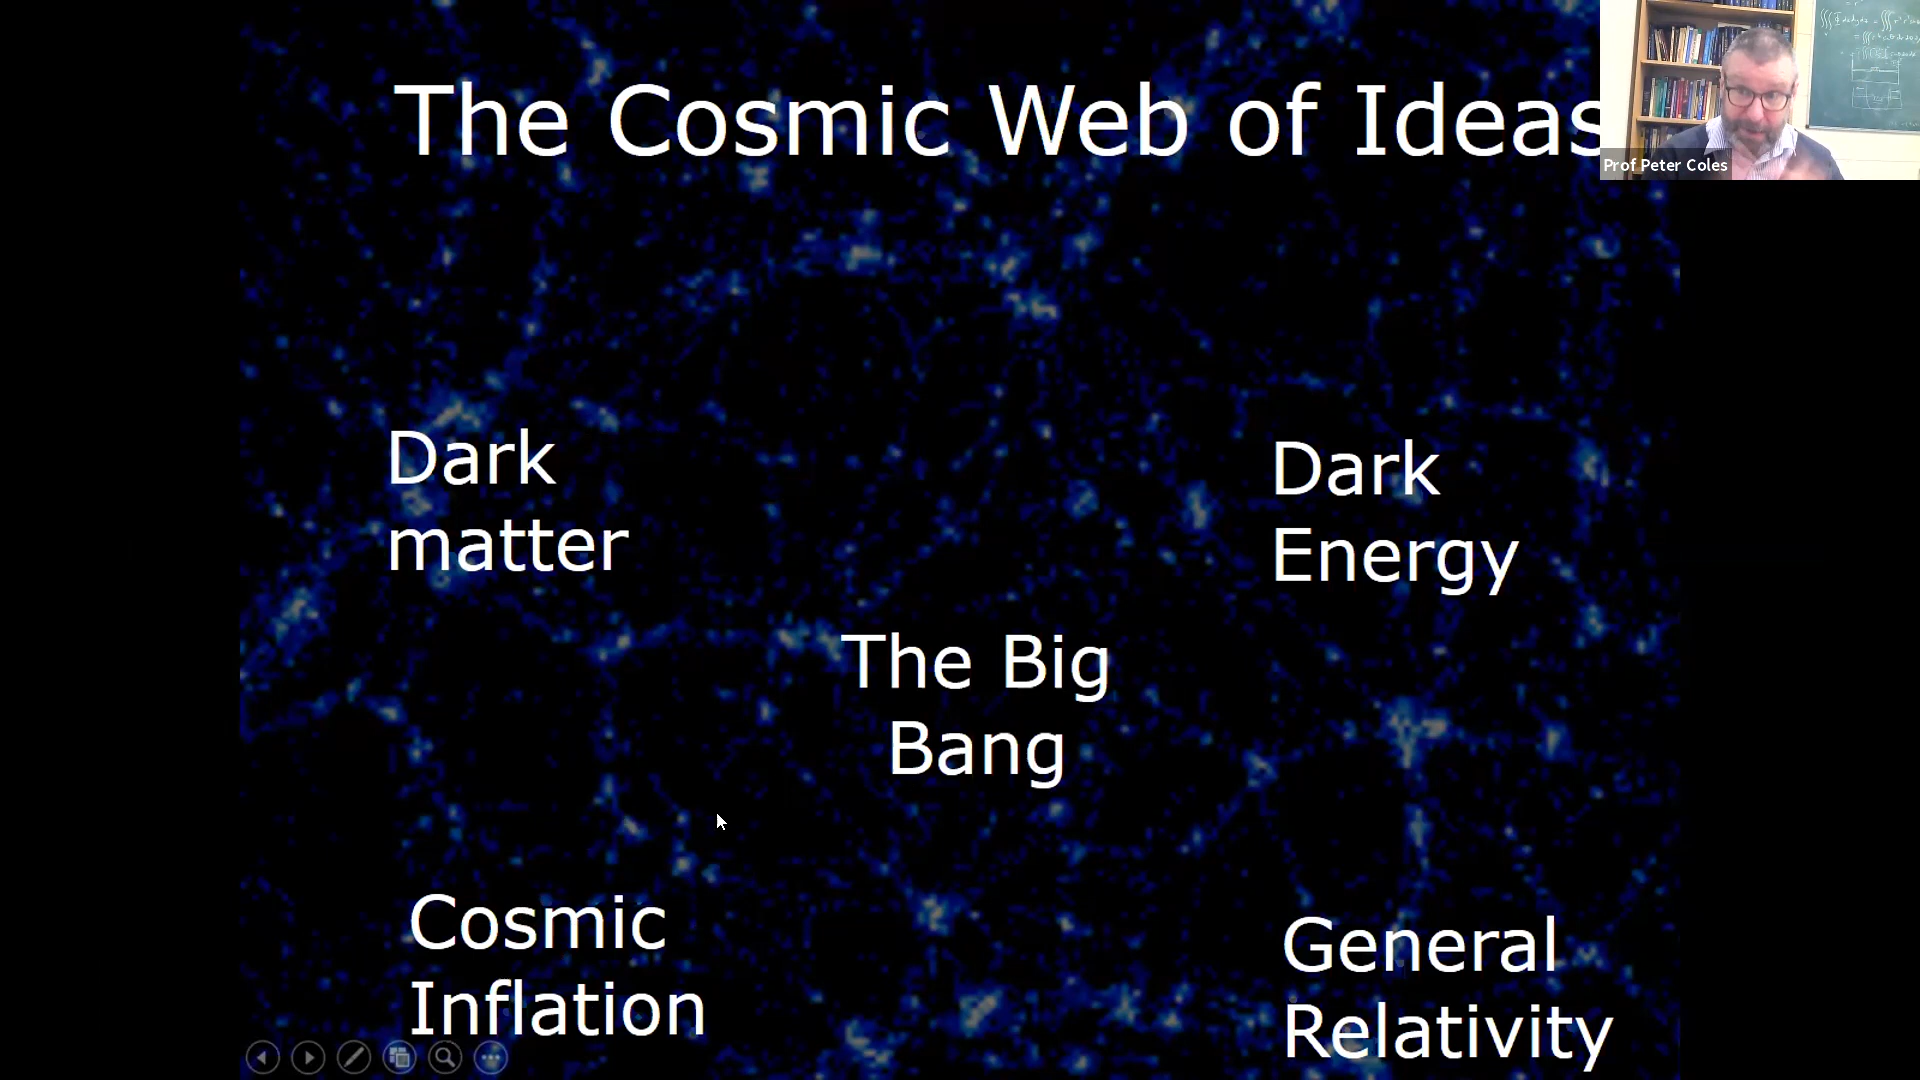 The Cosmic Web of Ideas
Prof Peter Coles
Dark
matter
Dark
Energy
The Big
Bang
Cosmic
Inflation
General
Relativity